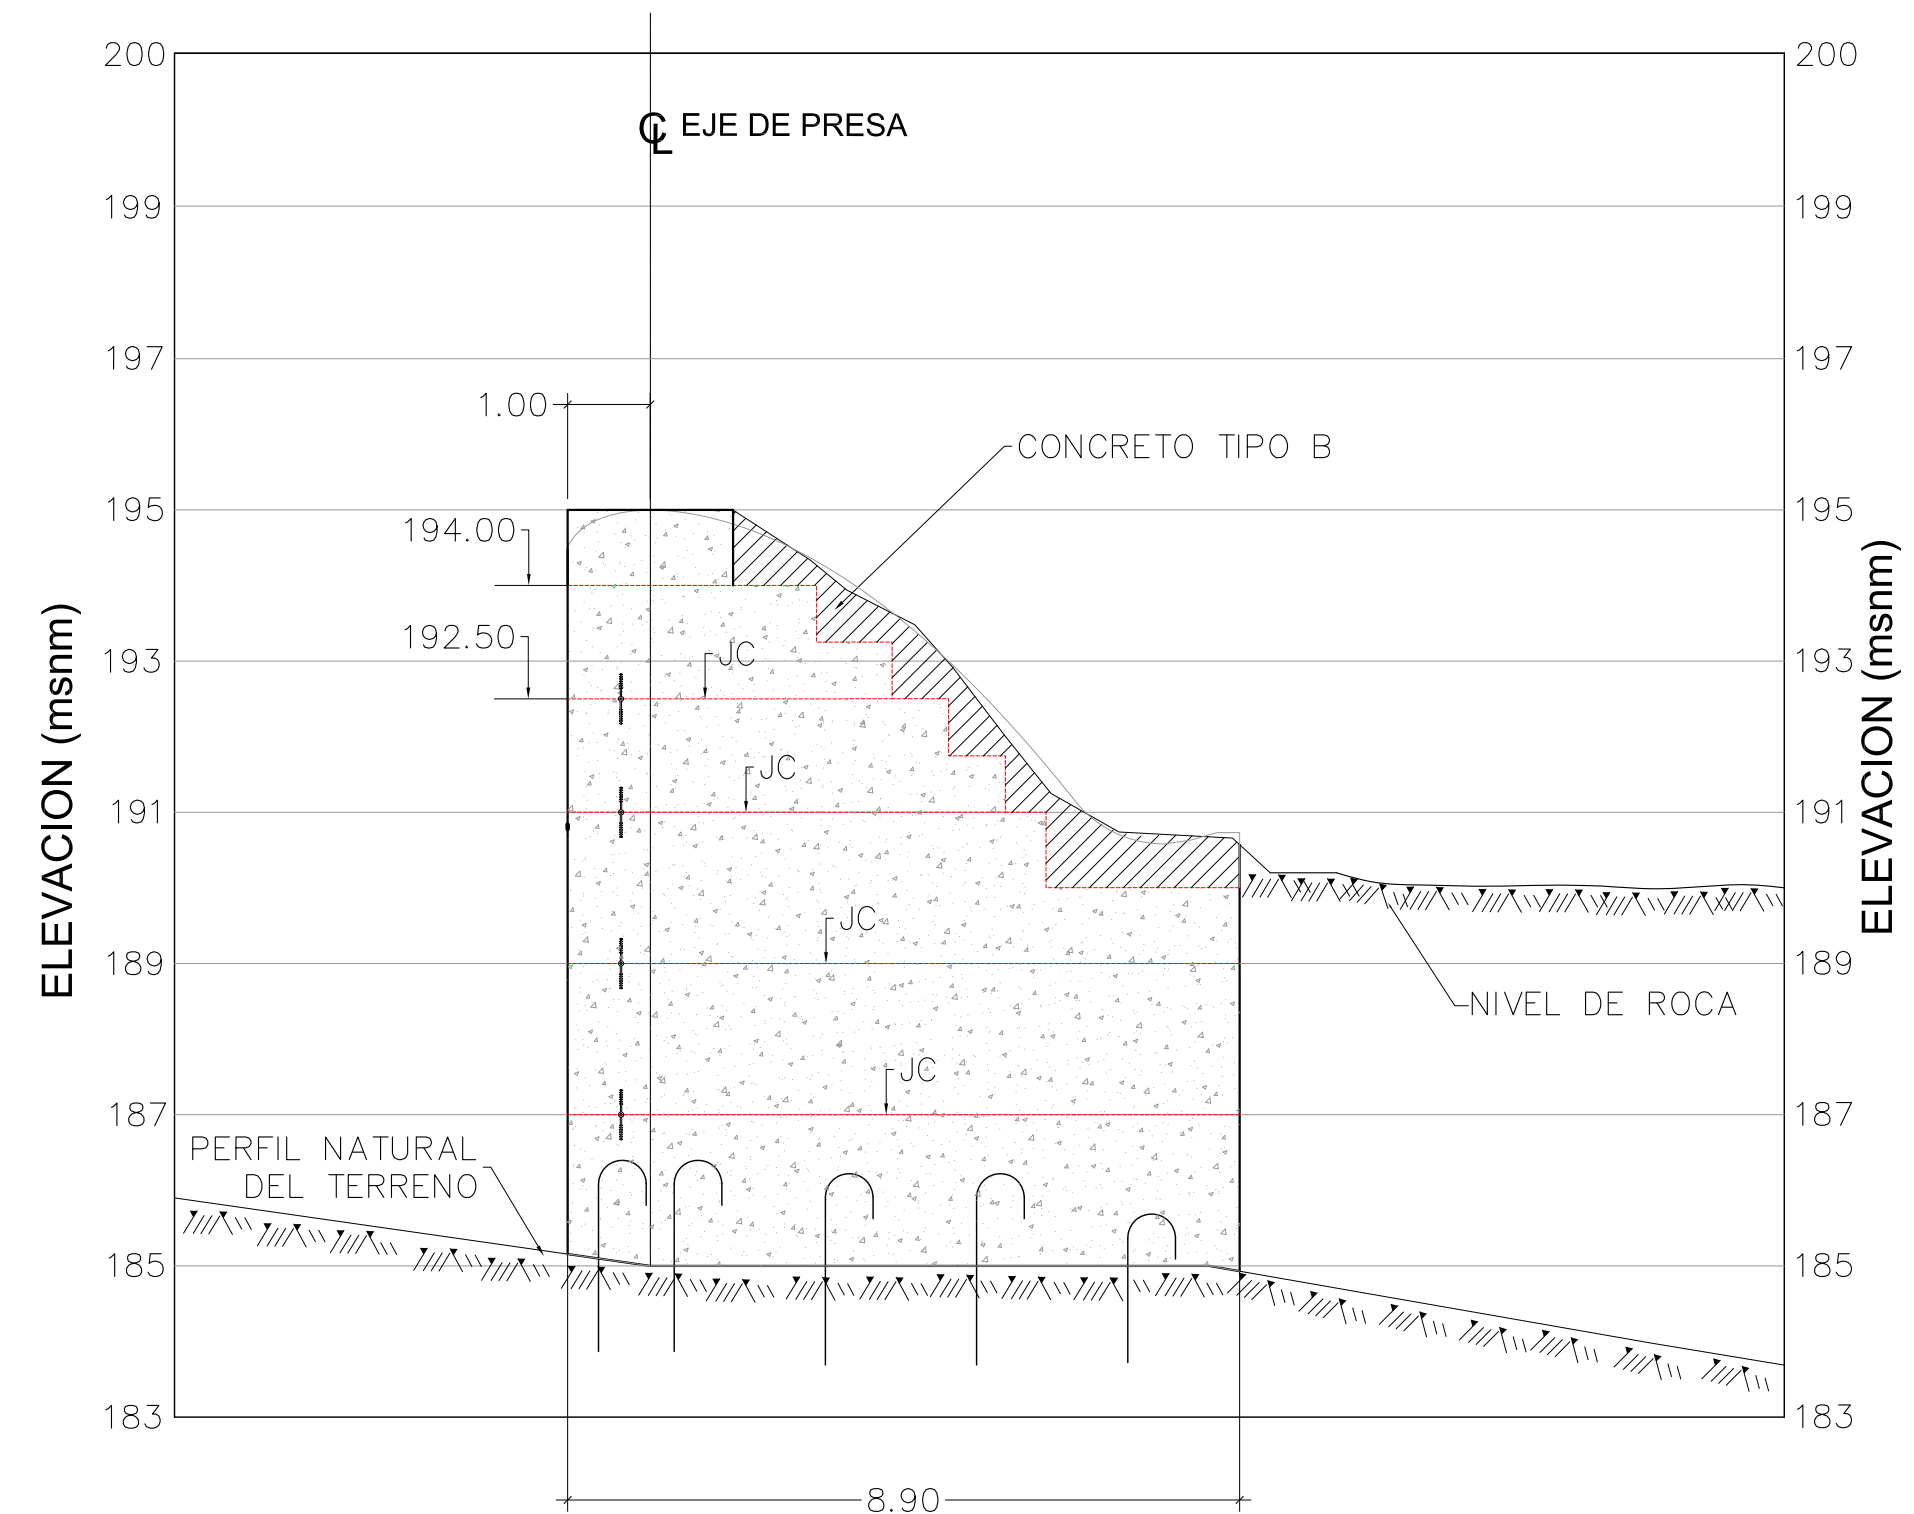 200
200
℄ EJE DE PRESA
199
199
197
197
1.00
CONCRETO TIPO B
195
195
194.00
192.50
JC
193
193
JC
191
191
JC
189
189
NIVEL DE ROCA
JC
187
187
PERFIL NATURAL
DEL TERRENO
185
185
183
183
8.90
ELEVACION (msnm)
ELEVACION (msnm)